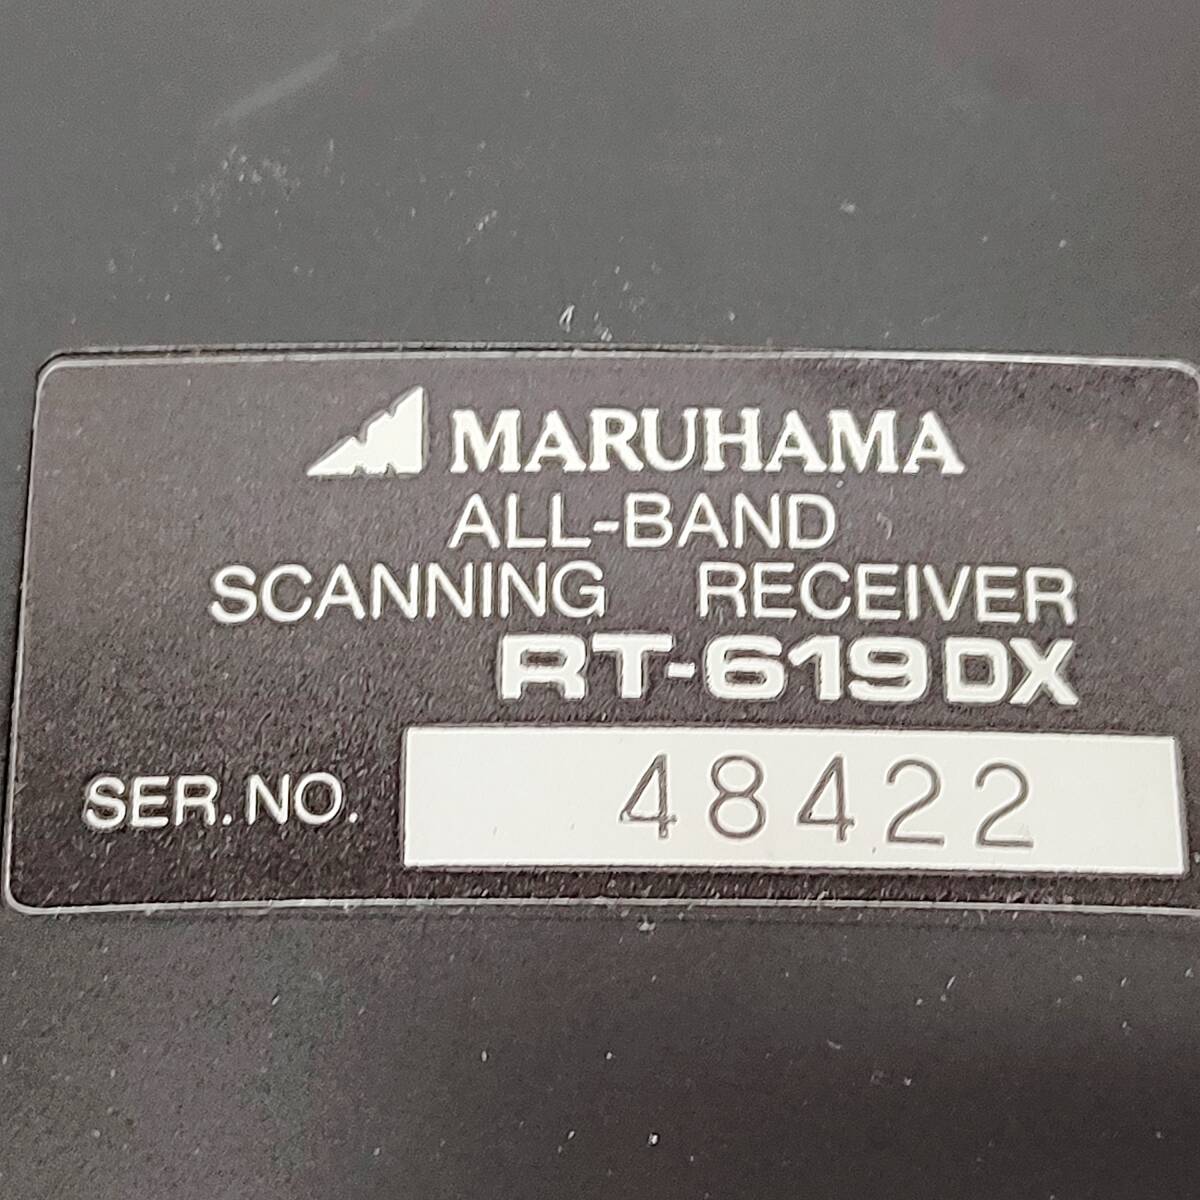 MARUHAMA
ALL-BAND
SCANNING RECEIVER
RT-619DX
SER.NO. 48422